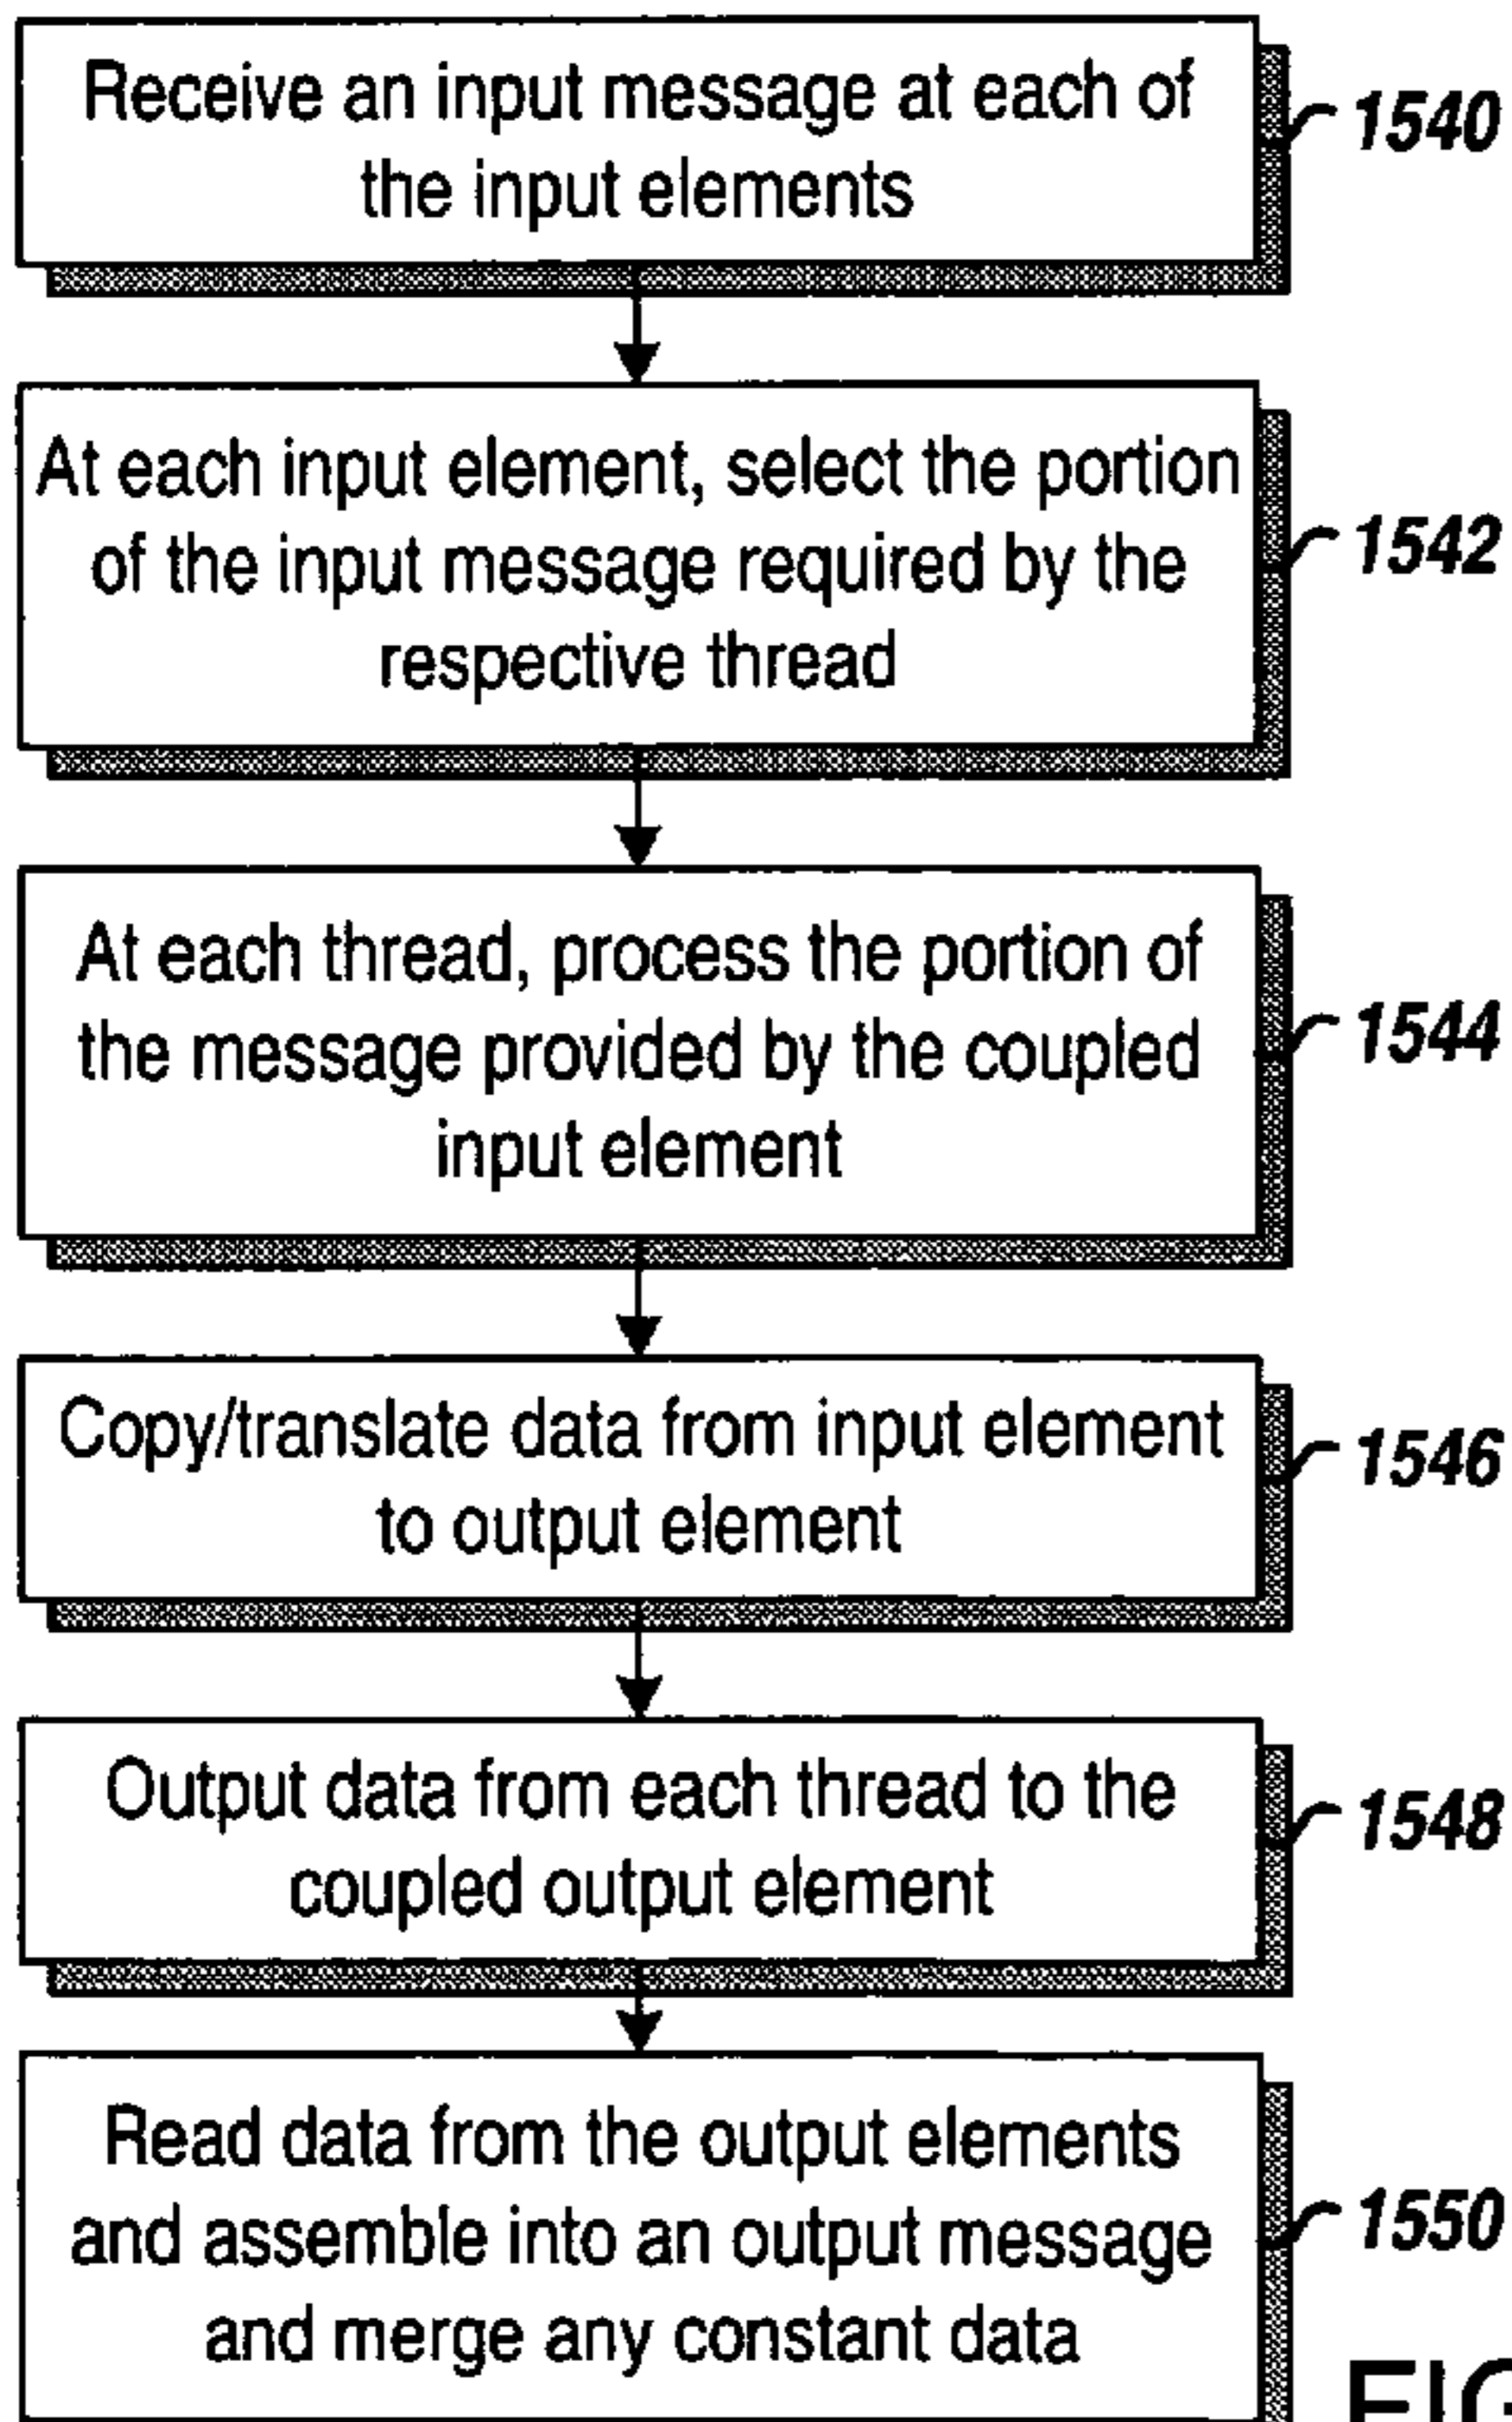 Receive an input message at each of
the input elements
1540
At each input element, select the portion
of the input message required by the
respective thread
1542
At each thread, process the portion of
the message provided by the coupled
input element
1544
Copy/translate data from input element
to output element
1546
Output data from each thread to the
coupled output element
1548
Read data from the output elements
and assemble into an output message
and merge any constant data
1550